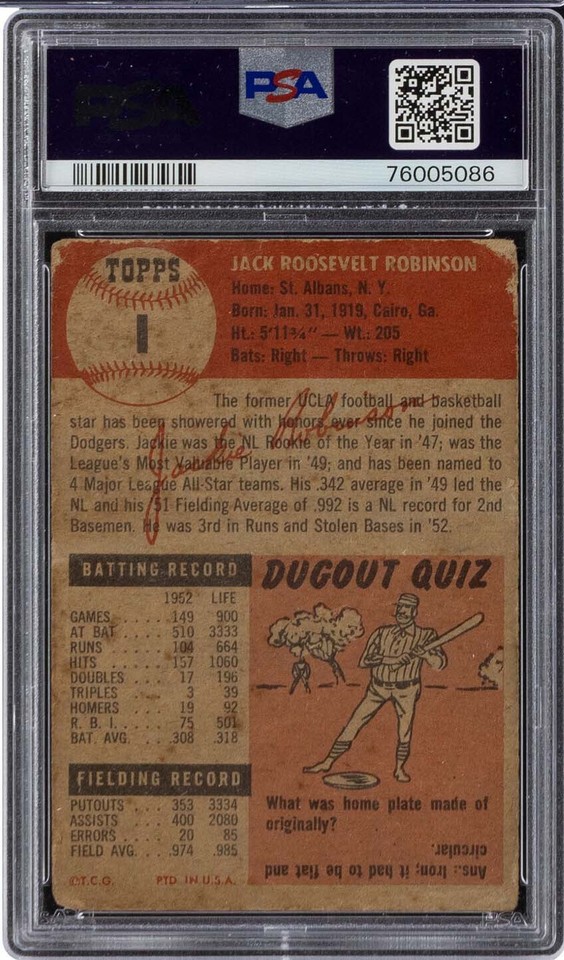 PSA
PSA
76005086
TOPPS
1
JACK ROOSEVELT ROBINSON
Home: St. Albans, N. Y.
Born: Jan. 31, 1919, Cairo, Ga.
Ht.: 5'11¾" — Wt.: 205
Bats: Right — Throws: Right
The former UCLA football and basketball
star has been showered with honors ever since he joined the
Dodgers. Jackie was the NL Rookie of the Year in '47; was the
League's Most Valuable Player in '49; and has been named to
4 Major League All-Star teams. His .342 average in '49 led the
NL and his '51 Fielding Average of .992 is a NL record for 2nd
Basemen. He was 3rd in Runs and Stolen Bases in '52.
Jackie Robinson
BATTING RECORD
1952 LIFE
GAMES ..... 149 900
AT BAT ..... 510 3333
RUNS ..... 104 664
HITS ..... 157 1060
DOUBLES ... 17 196
TRIPLES .... 3 39
HOMERS ... 19 92
R. B. I. .... 75 501
BAT. AVG. .. .308 .318
FIELDING RECORD
PUTOUTS ... 353 3334
ASSISTS .... 400 2080
ERRORS .... 20 85
FIELD AVG. .. .974 .985
©T.C.G. PTD IN U.S.A.
DUGOUT QUIZ
What was home plate made of
originally?
Ans.: Iron; it had to be flat and
circular.
PSA